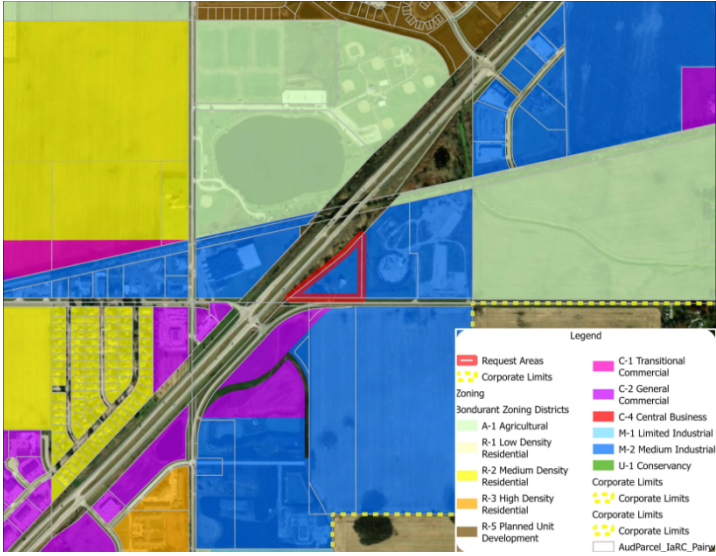 Legend
Request Areas
Corporate Limits
Zoning
Bondurant Zoning Districts
A-1 Agricultural
R-1 Low Density
Residential
R-2 Medium Density
Residential
R-3 High Density
Residential
R-5 Planned Unit
Development
C-1 Transitional
Commercial
C-2 General
Commercial
C-4 Central Business
M-1 Limited Industrial
M-2 Medium Industrial
U-1 Conservancy
Corporate Limits
Corporate Limits
Corporate Limits
Corporate Limits
AudParcel_IaRC_Pairw